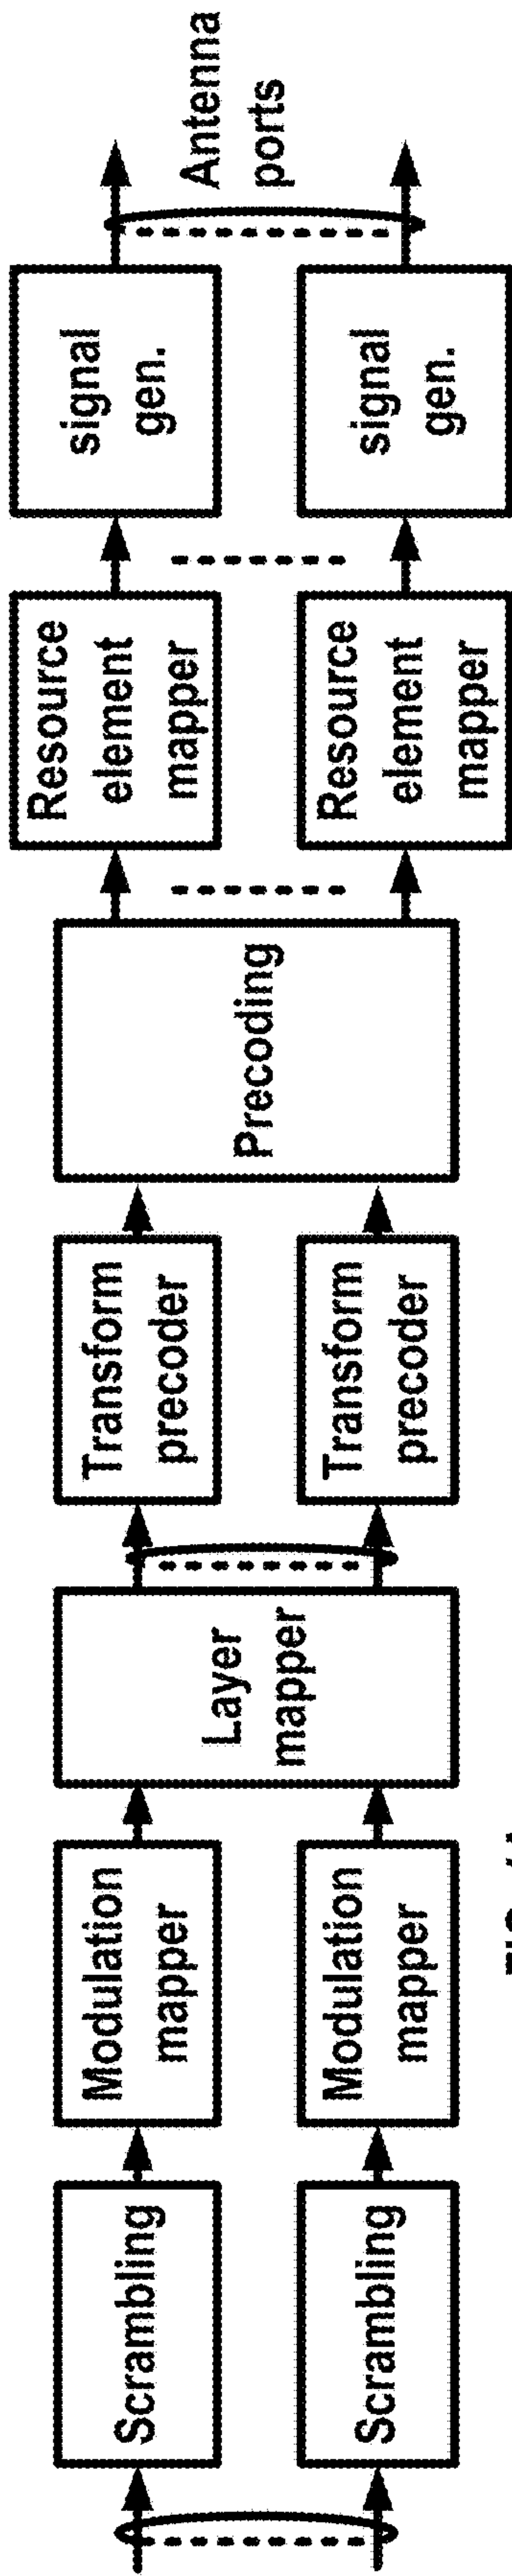 Scrambling
Scrambling
Modulation
mapper
Modulation
mapper
Layer
mapper
Transform
precoder
Transform
precoder
Precoding
Resource
element
mapper
Resource
element
mapper
signal
gen.
signal
gen.
Antenna
ports